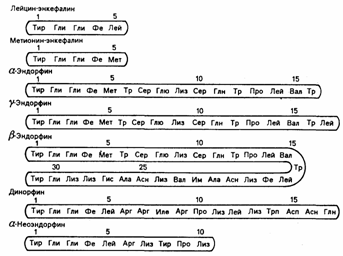 Лейцин-энкефалин
1 5
Тир Гли Гли Фе Лей
Метионин-энкефалин
1 5
Тир Гли Гли Фе Мет
α-Эндорфин
1 5 10 15
Тир Гли Гли Фе Мет Тр Сер Глю Лиз Сер Глн Тр Про Лей Вал Тр
γ-Эндорфин
1 5 10 15
Тир Гли Гли Фе Мет Тр Сер Глю Лиз Сер Глн Тр Про Лей Вал Тр Лей
β-Эндорфин
1 5 10 15
Тир Гли Гли Фе Мет Тр Сер Глю Лиз Сер Глн Тр Про Лей Вал
30 25 Тр
Тир Гли Лиз Лиз Гис Ала Асн Лиз Вал Им Ала Асн Лиз Фе Лей
Динорфин
1 5 10 15
Тир Гли Гли Фе Лей Арг Арг Иле Арг Про Лиз Лей Лиз Трп Асп Асн Глн
α-Неоэндорфин
1 5 10
Тир Гли Гли Фе Лей Арг Лиз Тир Про Лиз